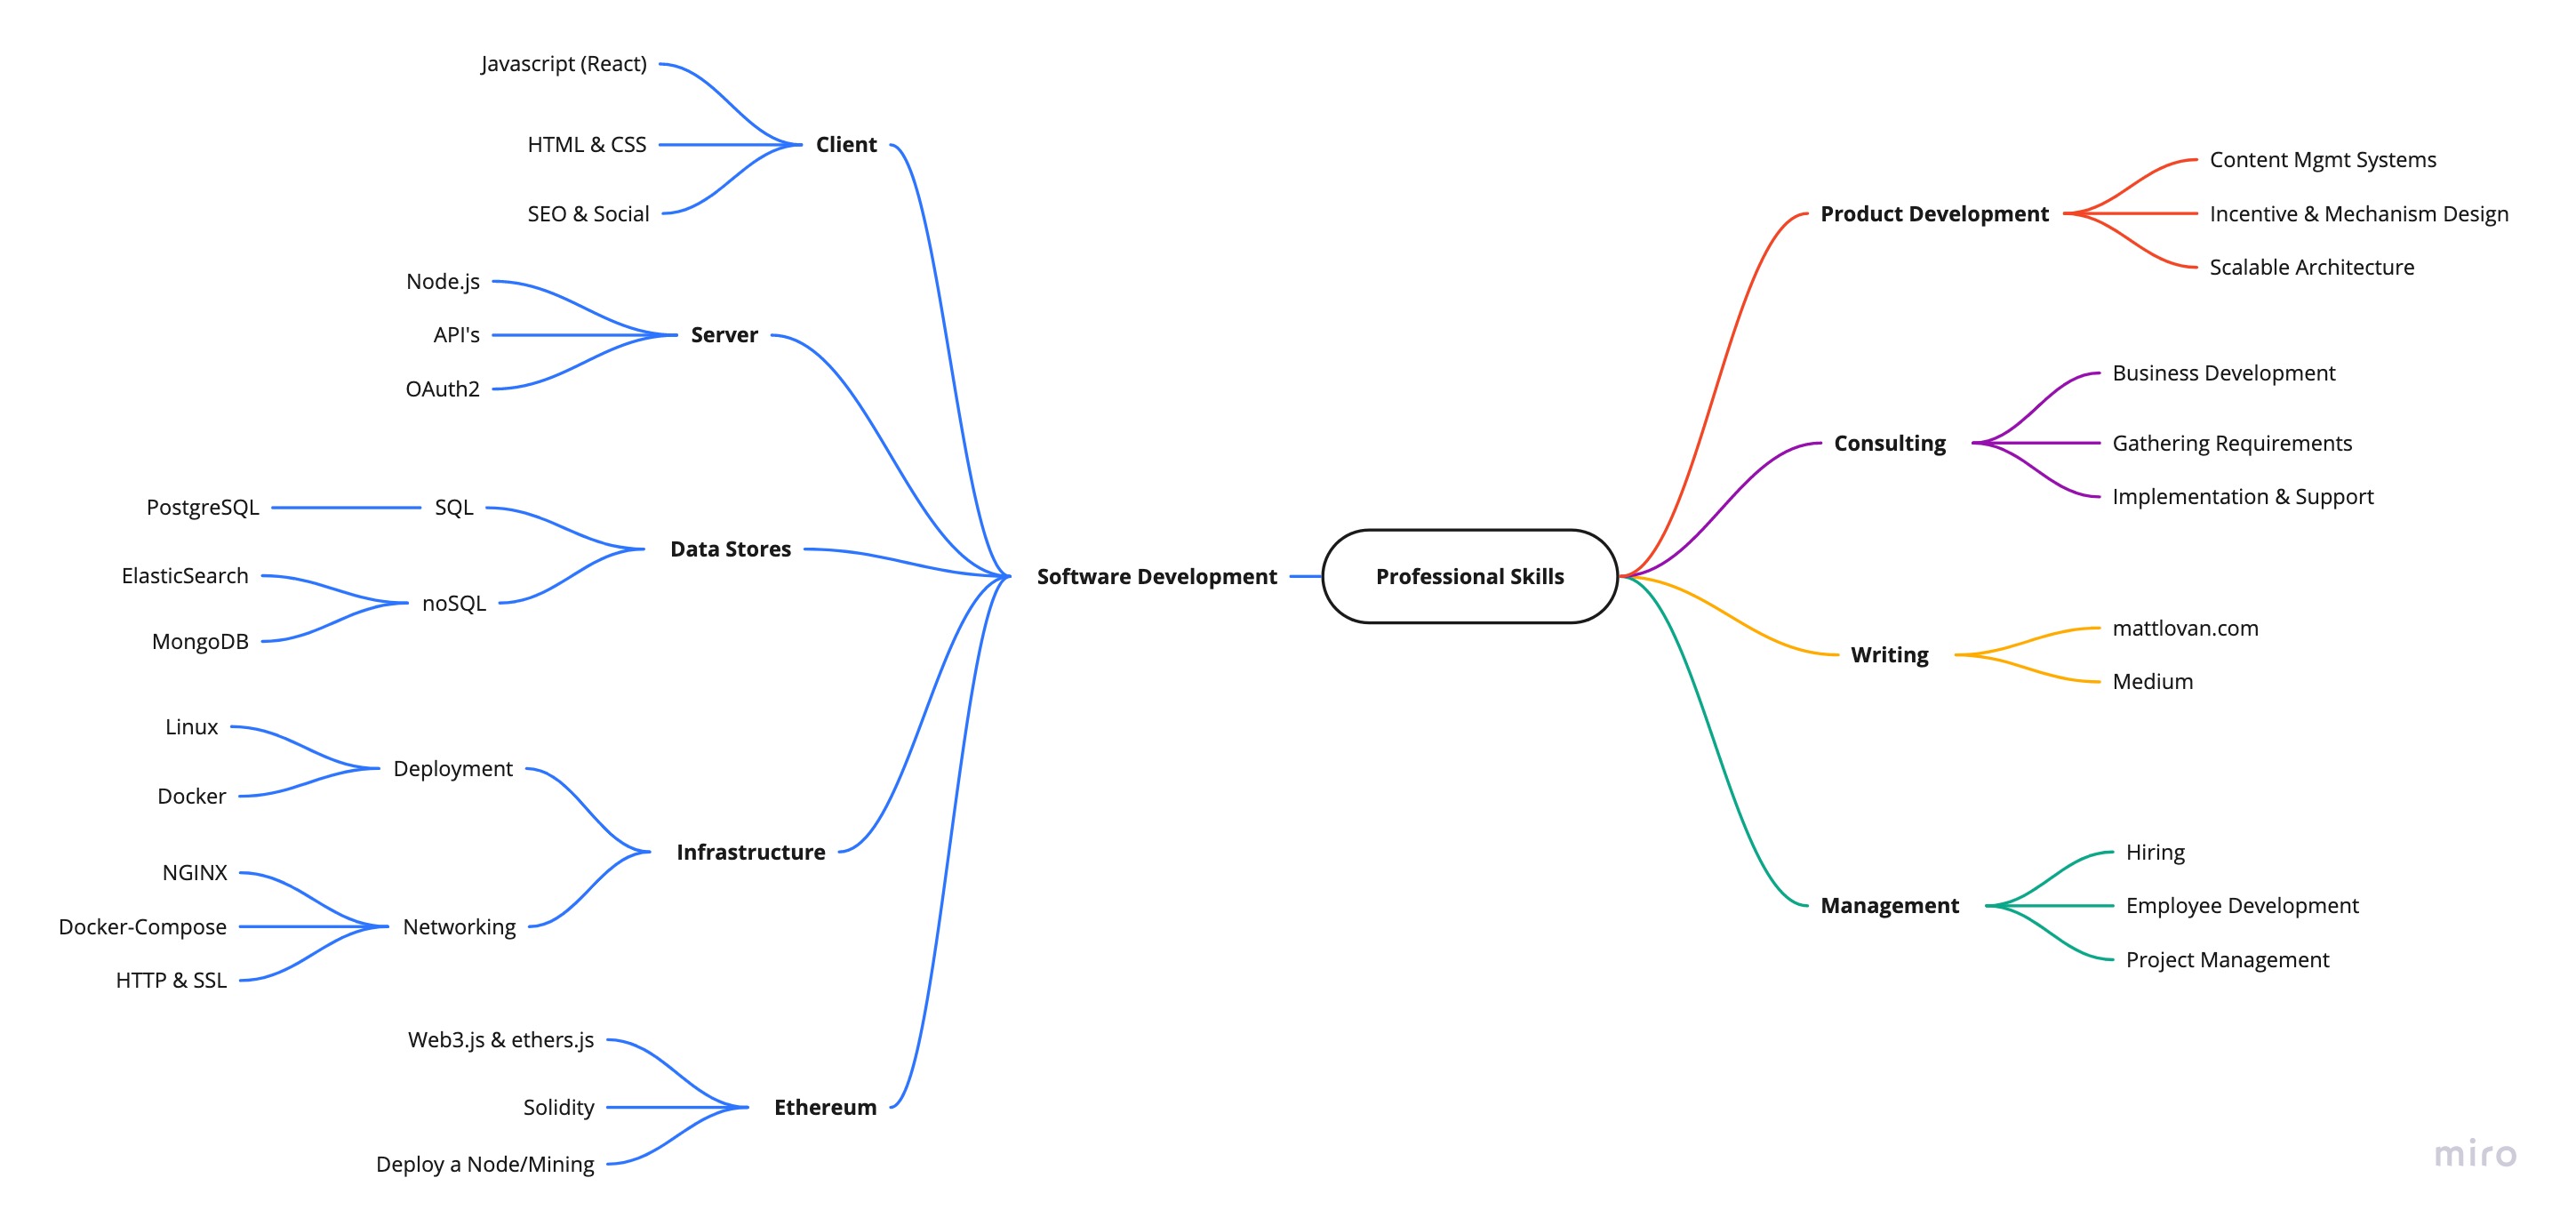 Javascript (React)
HTML & CSS
SEO & Social
Client
Node.js
API's
OAuth2
Server
PostgreSQL
SQL
ElasticSearch
MongoDB
noSQL
Data Stores
Linux
Docker
Deployment
NGINX
Docker-Compose
HTTP & SSL
Networking
Infrastructure
Web3.js & ethers.js
Solidity
Deploy a Node/Mining
Ethereum
Software Development
Professional Skills
Product Development
Content Mgmt Systems
Incentive & Mechanism Design
Scalable Architecture
Consulting
Business Development
Gathering Requirements
Implementation & Support
Writing
mattlovan.com
Medium
Management
Hiring
Employee Development
Project Management
miro